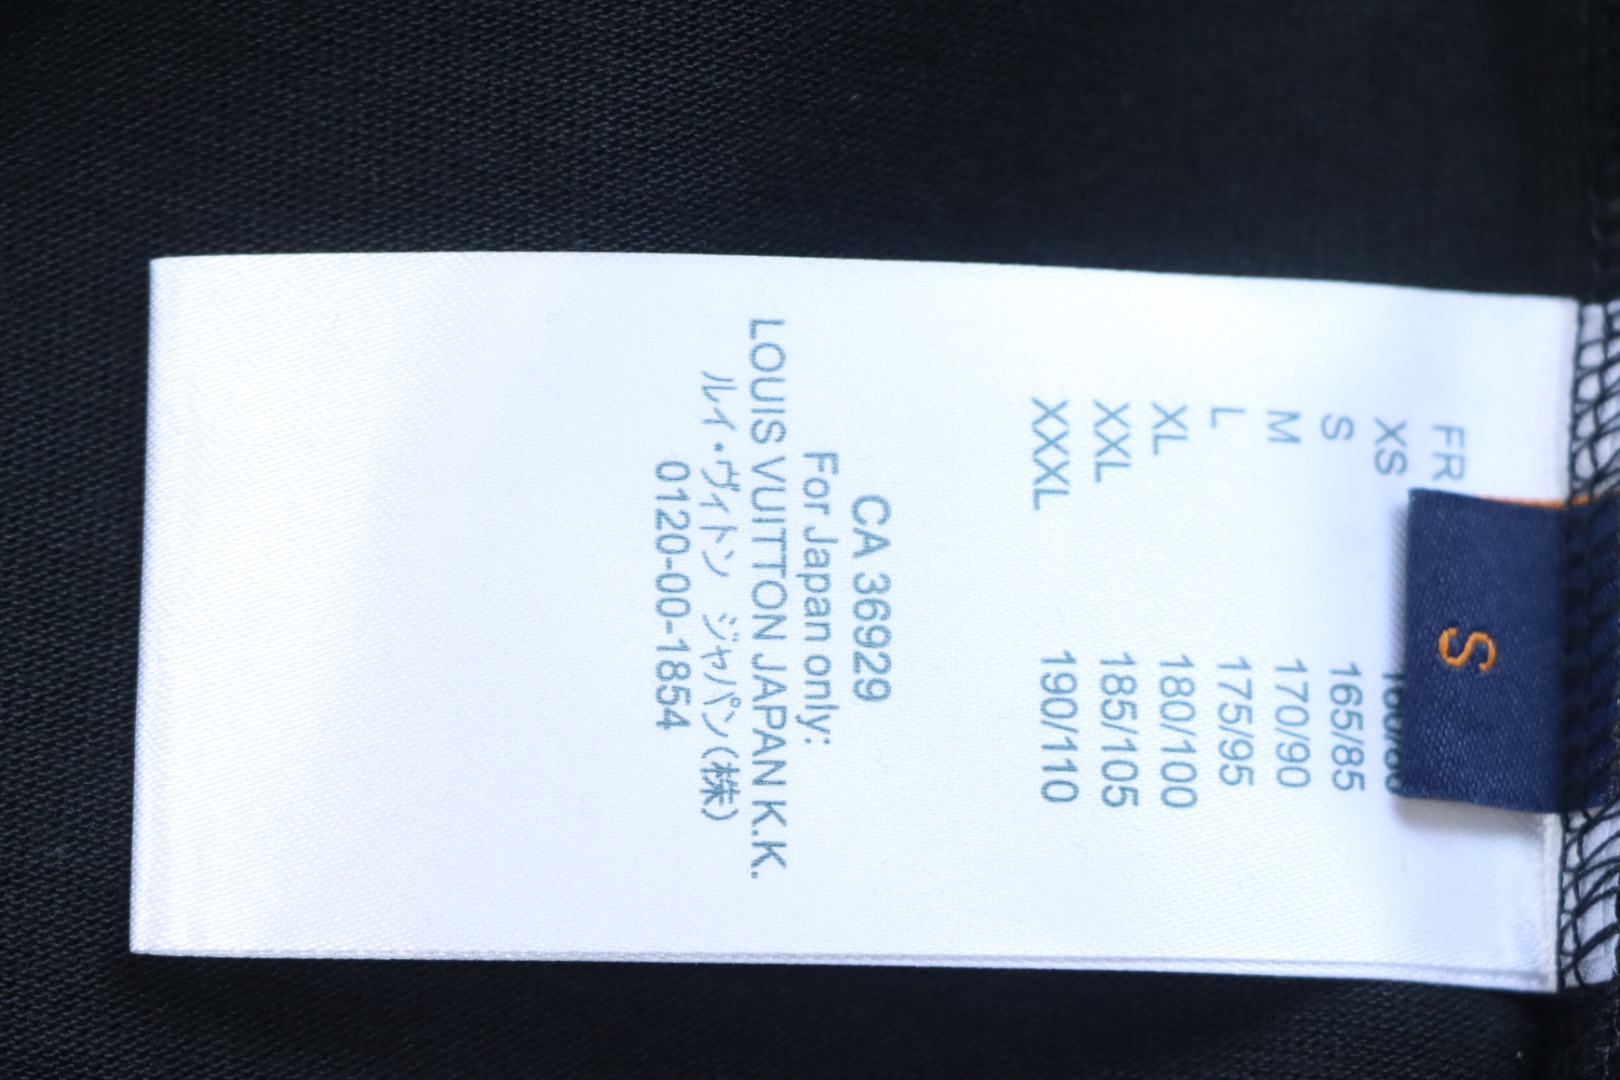 S
FR
XS
S 165/85
M 170/90
L 175/95
XL 180/100
XXL 185/105
XXXL 190/110
CA 36929
For Japan only:
LOUIS VUITTON JAPAN K.K.
ルイ・ヴィトン ジャパン(株)
0120-00-1854